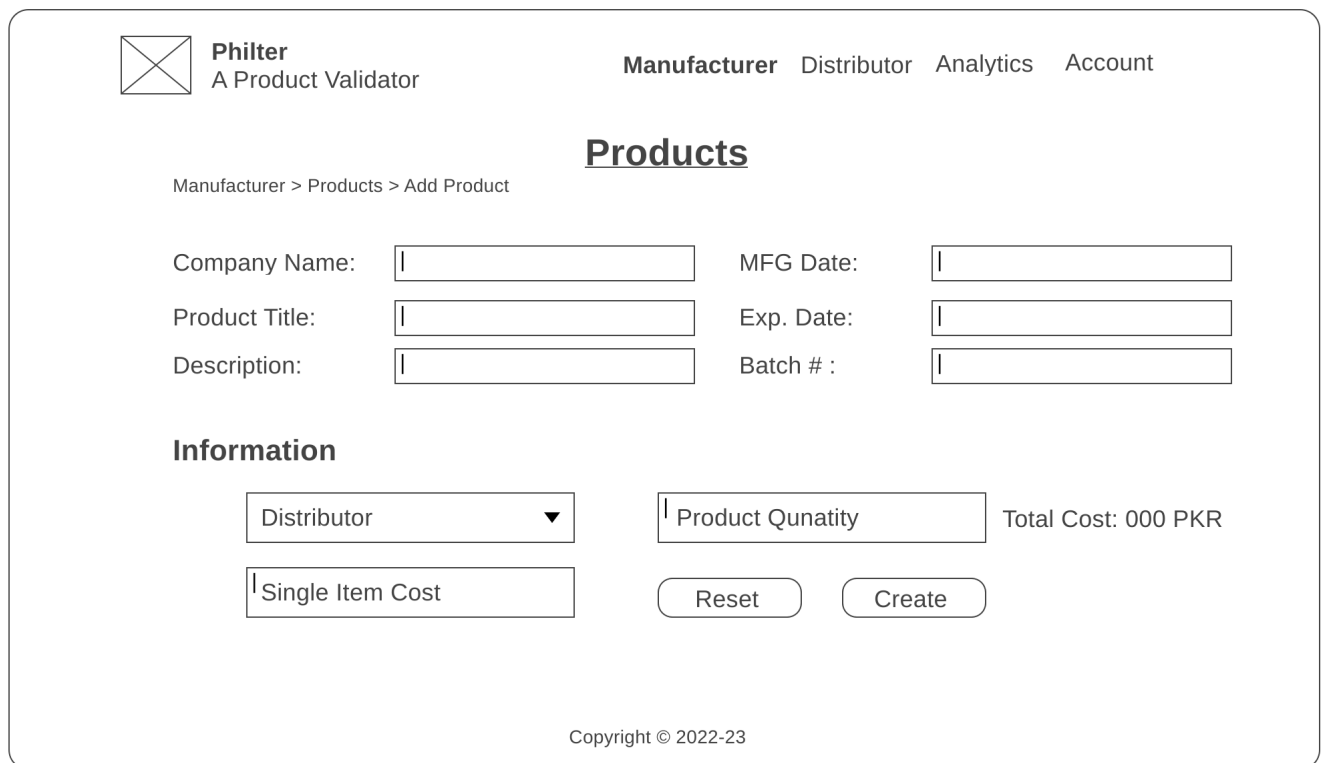 Philter
A Product Validator
Manufacturer Distributor Analytics Account
Products
Manufacturer > Products > Add Product
Company Name: MFG Date:
Product Title: Exp. Date:
Description: Batch # :
Information
Distributor Product Qunatity Total Cost: 000 PKR
Single Item Cost Reset Create
Copyright © 2022-23